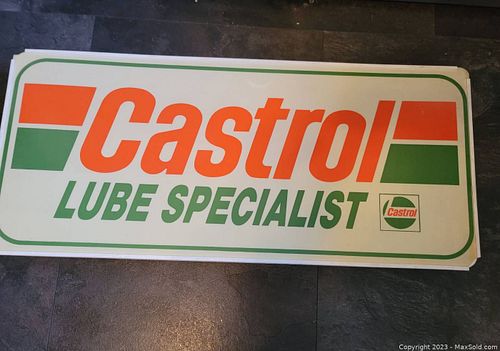 Castrol
LUBE SPECIALIST
Castrol
Copyright 2023 - MaxSold.com